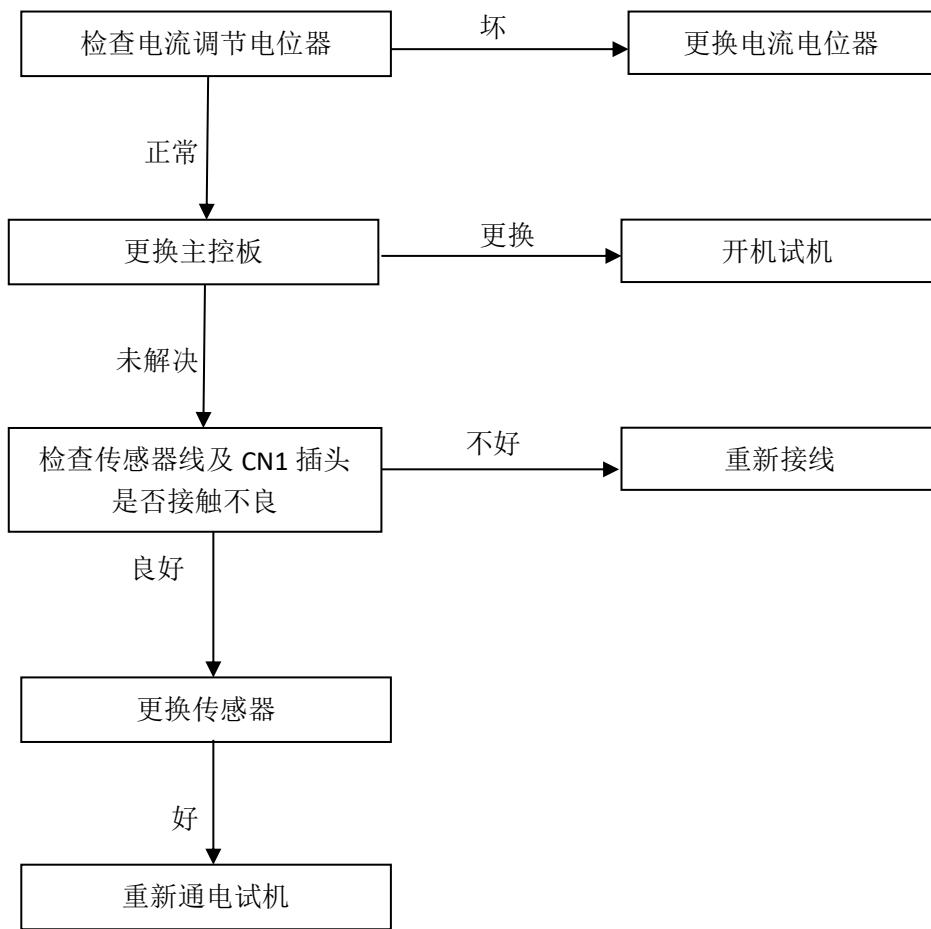 检查电流调节电位器
坏
更换电流电位器
正常
更换主控板
更换
开机试机
未解决
检查传感器线及 CN1 插头
是否接触不良
不好
重新接线
良好
更换传感器
好
重新通电试机